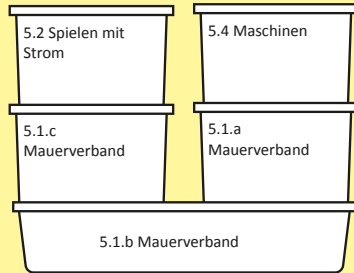 5.2 Spielen mit
Strom
5.4 Maschinen
5.1.c
Mauerverband
5.1.a
Mauerverband
5.1.b Mauerverband